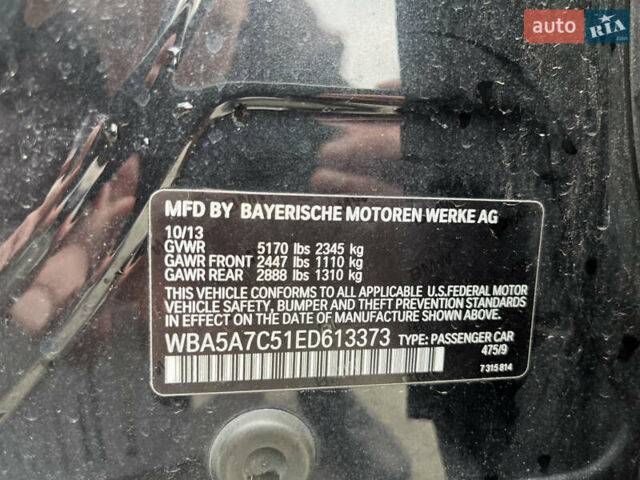 auto RIA
.com
MFD BY BAYERISCHE MOTOREN WERKE AG
10/13
GVWR 5170 lbs 2345 kg
GAWR FRONT 2447 lbs 1110 kg
GAWR REAR 2888 lbs 1310 kg
THIS VEHICLE CONFORMS TO ALL APPLICABLE U.S.FEDERAL MOTOR
VEHICLE SAFETY, BUMPER AND THEFT PREVENTION STANDARDS
IN EFFECT ON THE DATE OF MANUFACTURE SHOWN ABOVE.
WBA5A7C51ED613373 TYPE: PASSENGER CAR
475/9
7 315 814